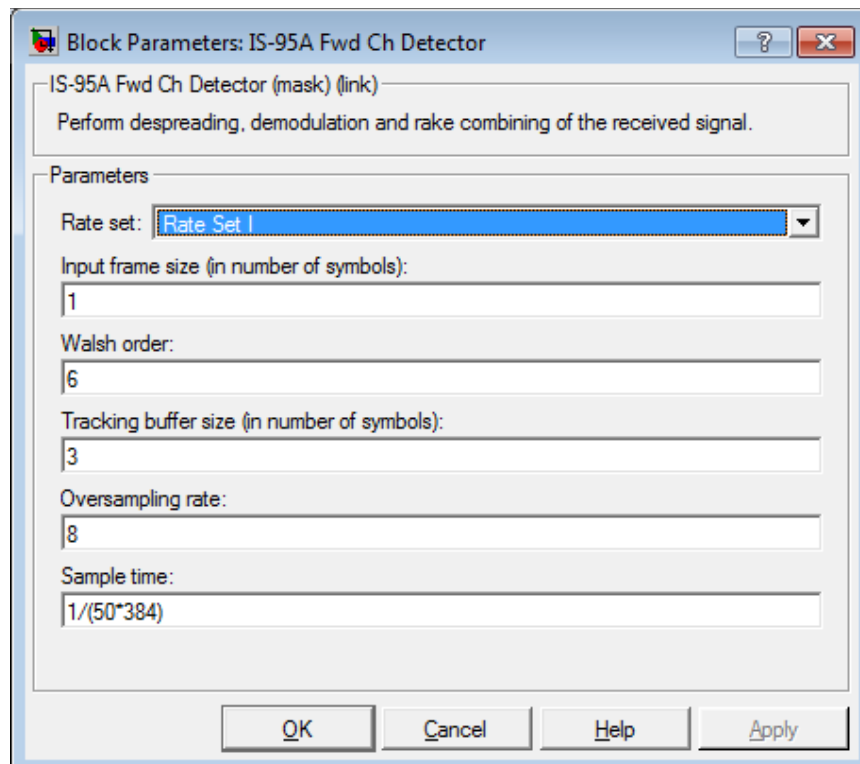 Block Parameters: IS-95A Fwd Ch Detector
IS-95A Fwd Ch Detector (mask) (link)
Perform despreading, demodulation and rake combining of the received signal.
Parameters
Rate set: Rate Set I
Input frame size (in number of symbols):
1
Walsh order:
6
Tracking buffer size (in number of symbols):
3
Oversampling rate:
8
Sample time:
1/(50*384)
OK Cancel Help Apply